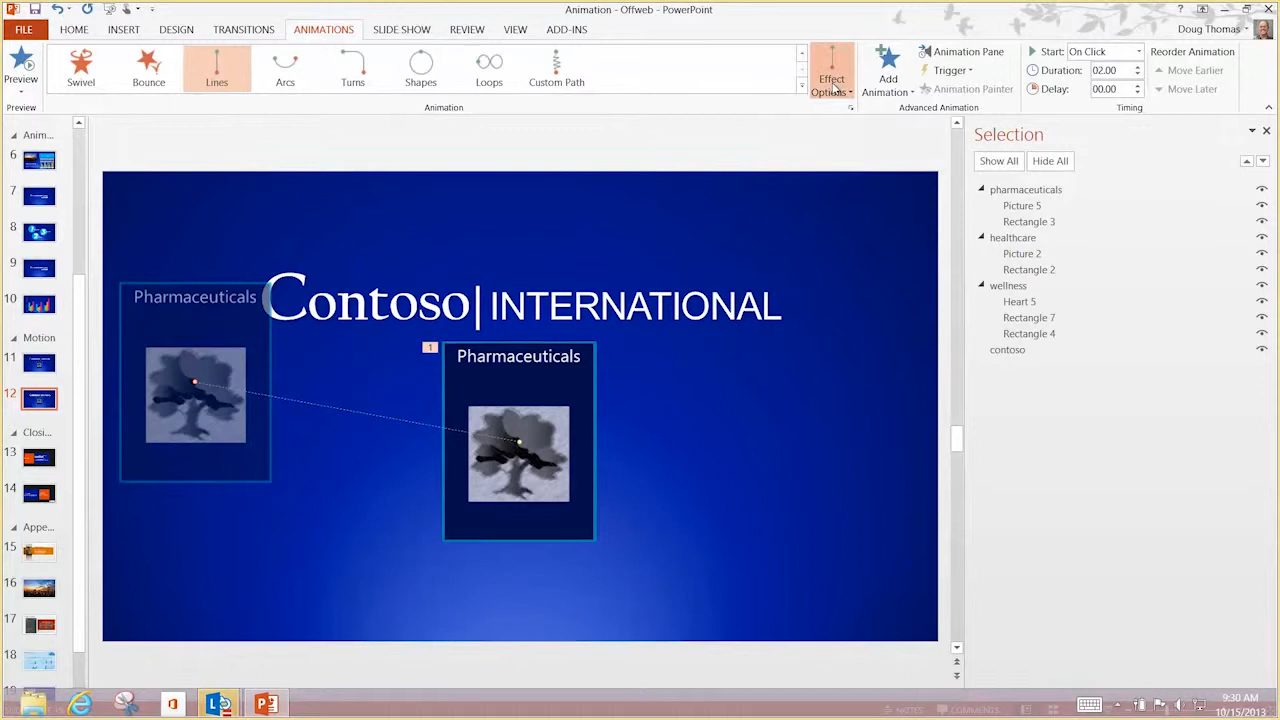 Animation - Offweb - PowerPoint
FILE HOME INSERT DESIGN TRANSITIONS ANIMATIONS SLIDE SHOW REVIEW VIEW ADD-INS Doug Thomas
Preview
Swivel Bounce Lines Arcs Turns Shapes Loops Custom Path
Effect Options
Add Animation
Animation Pane
Trigger
Animation Painter
Start: On Click
Duration: 02.00
Delay: 00.00
Reorder Animation
Move Earlier
Move Later
Preview Animation Advanced Animation Timing
Anim...
6
7
8
9
10
Motion
11
12
Closi...
13
14
Appe...
15
16
17
18
Contoso|INTERNATIONAL
Pharmaceuticals
1
Pharmaceuticals
Selection
Show All Hide All
pharmaceuticals
Picture 5
Rectangle 3
healthcare
Picture 2
Rectangle 2
wellness
Heart 5
Rectangle 7
Rectangle 4
contoso
NOTES COMMENTS
9:30 AM
10/15/2013